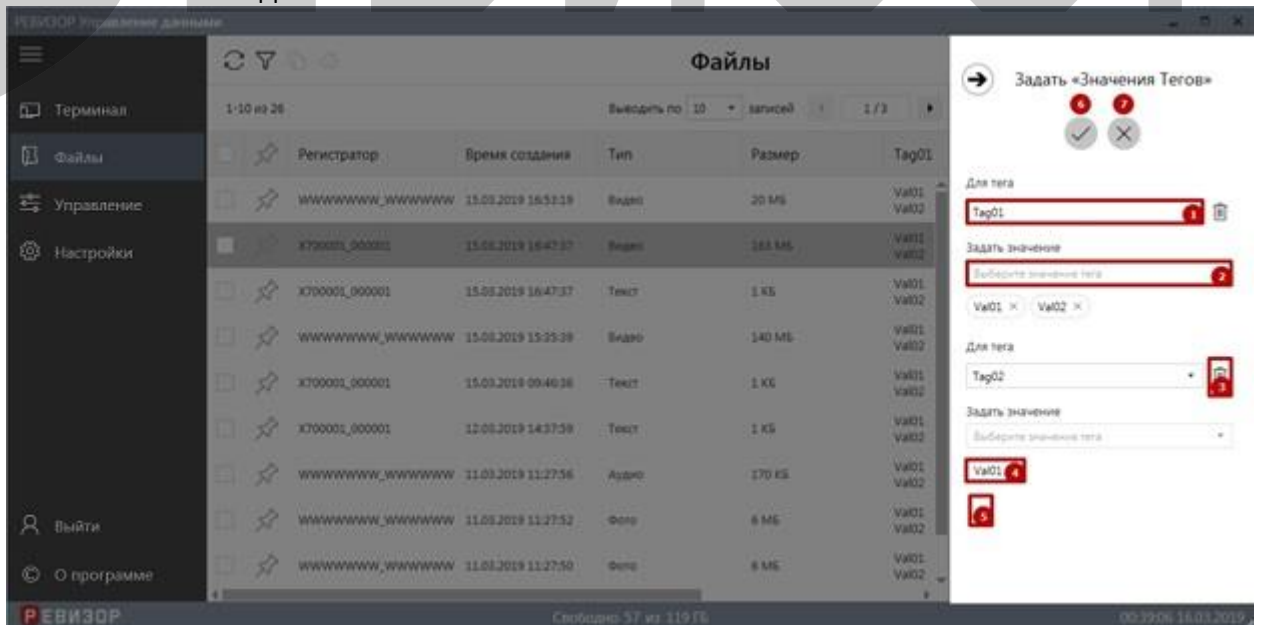 РЕВИЗОР Управление данными
Файлы
Задать «Значения Тегов»
6 7
Терминал
Файлы
Управление
Настройки
Выйти
О программе
1-10 из 26 Выводить по 10 записей 1/3
Регистратор Время создания Тип Размер Tag01
WWWWWWW_WWWWWW 15.03.2019 16:53:19 Видео 20 МБ Val01
Val02
X700001_000001 15.03.2019 16:47:37 Видео 163 МБ Val01
Val02
X700001_000001 15.03.2019 16:47:37 Текст 1 КБ Val01
Val02
WWWWWWW_WWWWWW 15.03.2019 15:35:39 Видео 140 МБ Val01
Val02
X700001_000001 15.03.2019 09:46:36 Текст 1 КБ Val01
Val02
X700001_000001 12.03.2019 14:37:59 Текст 1 КБ Val01
Val02
WWWWWWW_WWWWWW 11.03.2019 11:27:56 Аудио 170 КБ Val01
Val02
WWWWWWW_WWWWWW 11.03.2019 11:27:52 Фото 6 МБ Val01
Val02
WWWWWWW_WWWWWW 11.03.2019 11:27:50 Фото 6 МБ Val01
Val02
Для тега
Tag01 1
Задать значение
Выберите значение тега 2
Val01 × Val02 ×
Для тега
Tag02 3
Задать значение
Выберите значение тега
Val01 4
5
РЕВИЗОР
Свободно 57 из 119 ГБ
00:39:06 16.03.2019